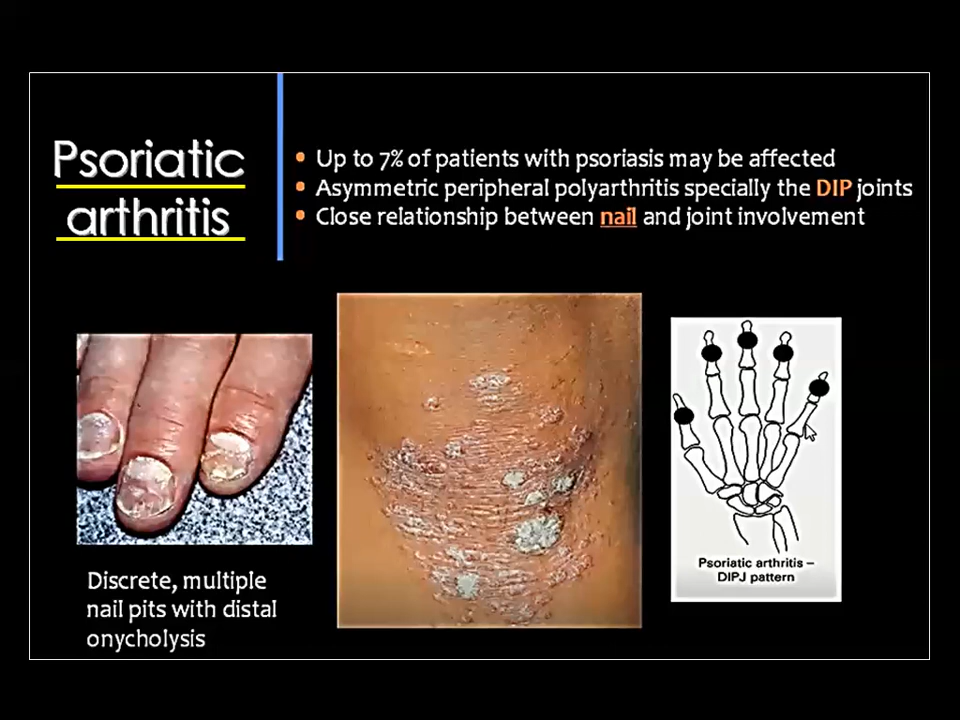 Psoriatic
arthritis
• Up to 7% of patients with psoriasis may be affected
• Asymmetric peripheral polyarthritis specially the DIP joints
• Close relationship between nail and joint involvement
Discrete, multiple
nail pits with distal
onycholysis
Psoriatic arthritis –
DIPJ pattern